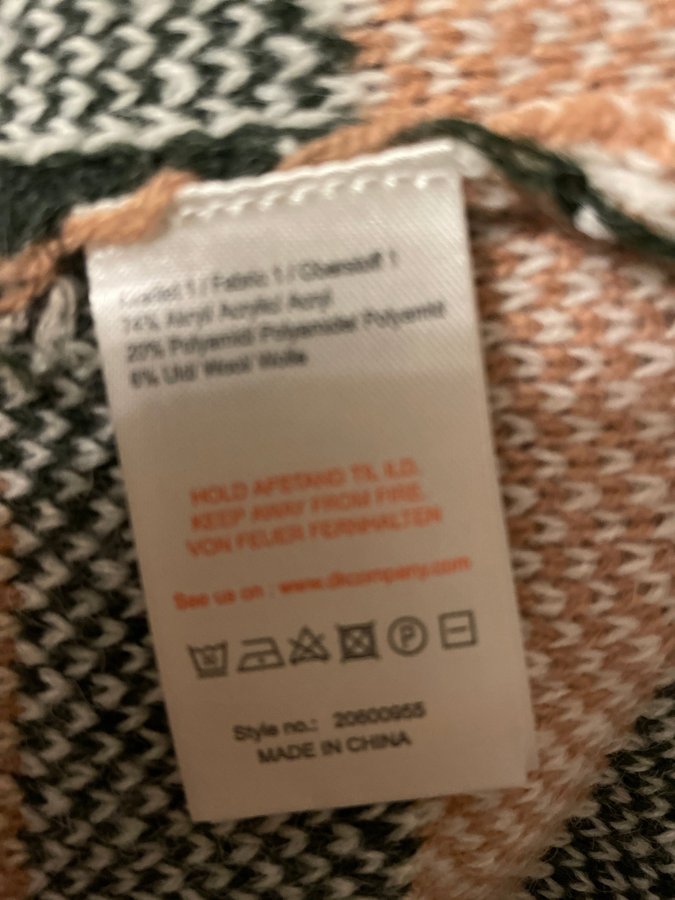 1 / Fabric 1 / Oberstoff 1
74% Akryl/ Acrylic/ Acryl
20% Polyamid/ Polyamide/ Polyamid
6% Uld/ Wool/ Wolle
HOLD AFSTAND TIL ILD.
KEEP AWAY FROM FIRE.
VON FEUER FERNHALTEN
See us on : www.dkcompany.com
P
Style no.: 20600955
MADE IN CHINA